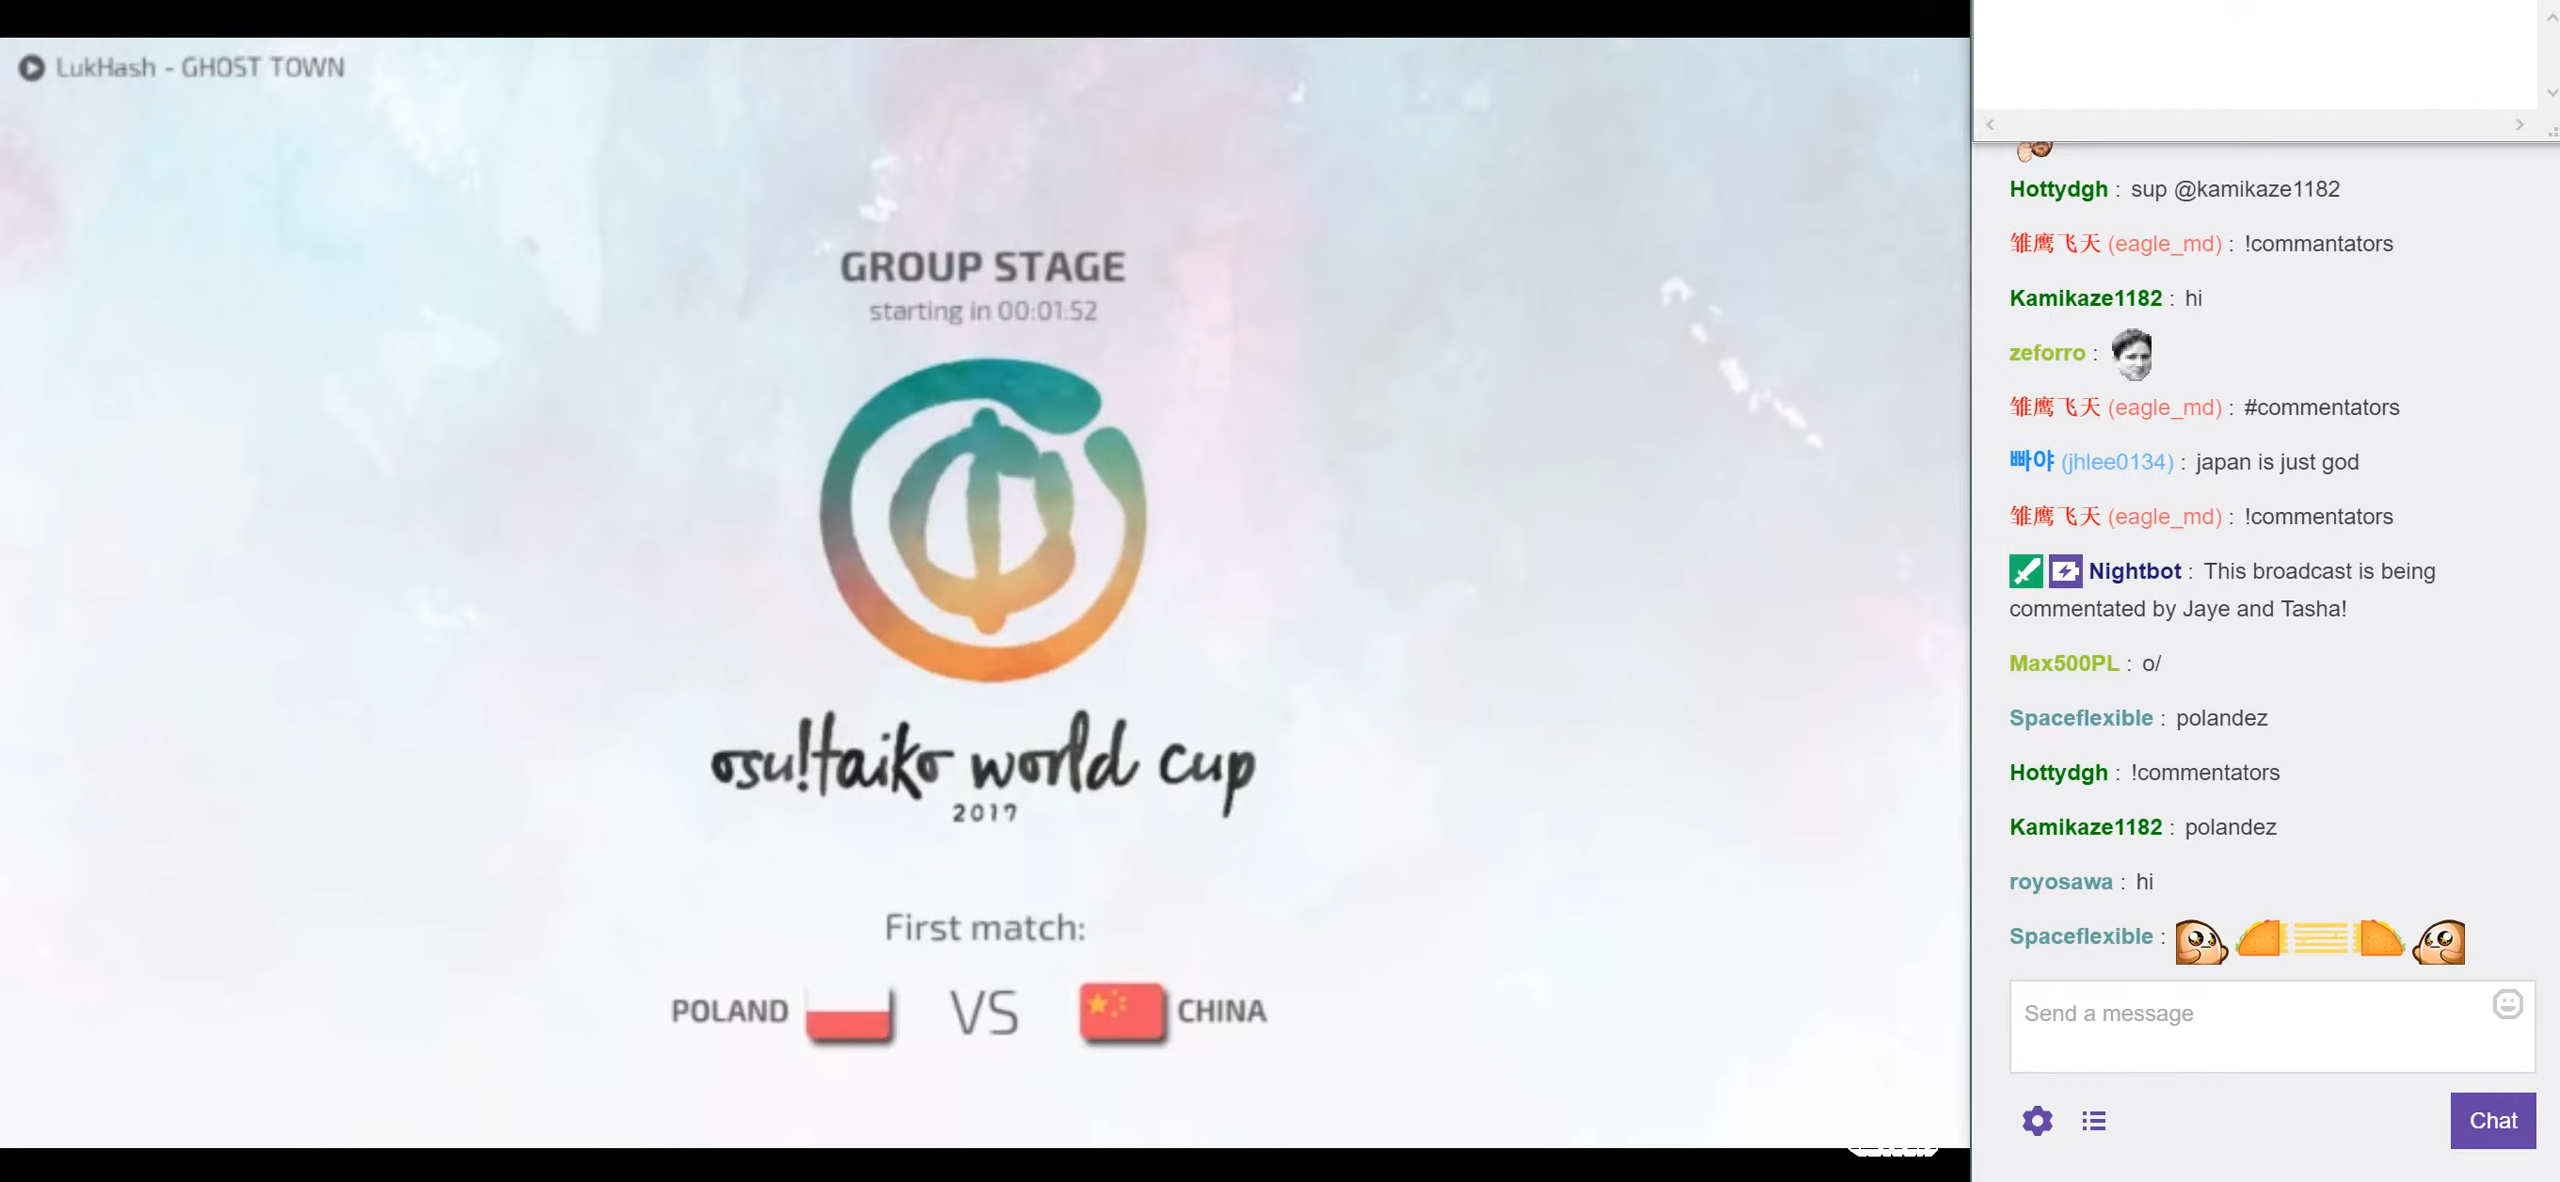 LukHash - GHOST TOWN
GROUP STAGE
starting in 00:01:52
osu!taiko world cup
2017
First match:
POLAND VS CHINA
Hottydgh : sup @kamikaze1182
雏鹰飞天 (eagle_md) : !commantators
Kamikaze1182 : hi
zeforro :
雏鹰飞天 (eagle_md) : #commentators
빠야 (jhlee0134) : japan is just god
雏鹰飞天 (eagle_md) : !commentators
Nightbot : This broadcast is being
commentated by Jaye and Tasha!
Max500PL : o/
Spaceflexible : polandez
Hottydgh : !commentators
Kamikaze1182 : polandez
royosawa : hi
Spaceflexible :
Send a message
Chat